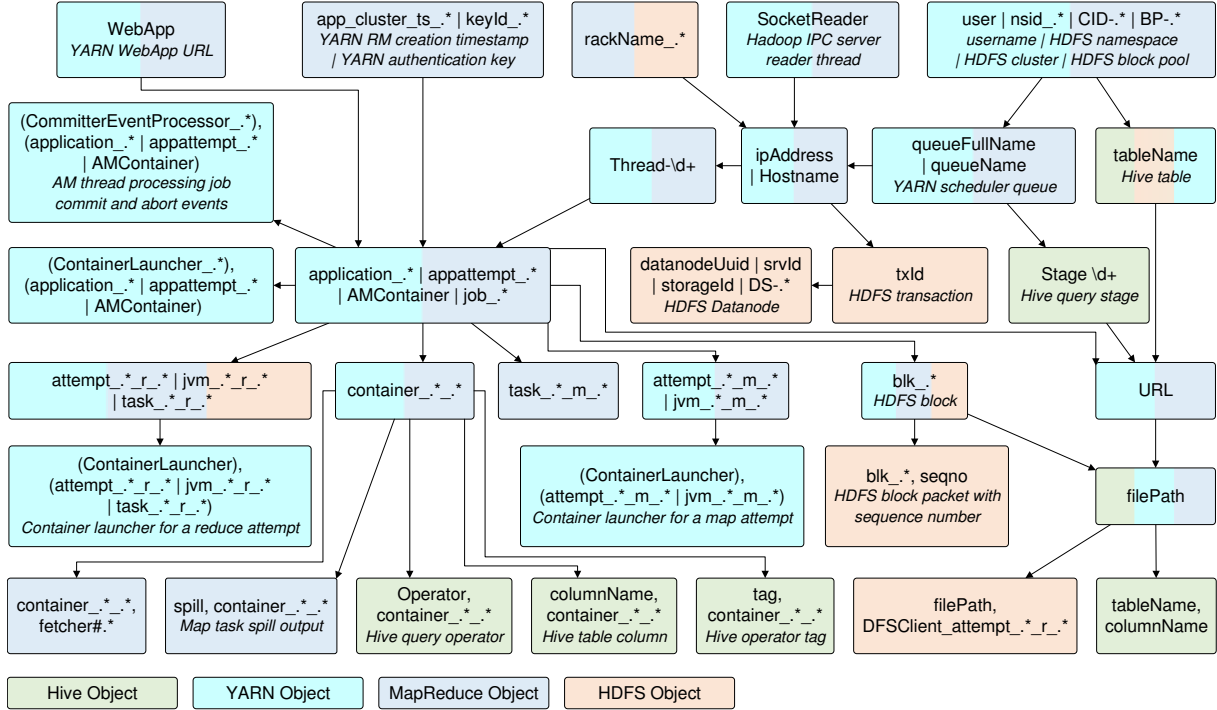 WebApp
YARN WebApp URL
app_cluster_ts_.* | keyId_.*
YARN RM creation timestamp
| YARN authentication key
rackName_.*
SocketReader
Hadoop IPC server
reader thread
user | nsid_.* | CID-.* | BP-.*
username | HDFS namespace
| HDFS cluster | HDFS block pool
(CommitterEventProcessor_.*),
(application_.* | appattempt_.*
| AMContainer)
AM thread processing job
commit and abort events
Thread-\d+
ipAddress
| Hostname
queueFullName
| queueName
YARN scheduler queue
tableName
Hive table
(ContainerLauncher_.*),
(application_.* | appattempt_.*
| AMContainer)
application_.* | appattempt_.*
| AMContainer | job_.*
datanodeUuid | srvId
| storageId | DS-.*
HDFS Datanode
txId
HDFS transaction
Stage \d+
Hive query stage
attempt_.*_r_.* | jvm_.*_r_.*
| task_.*_r_.*
container_.*_.*
task_.*_m_.*
attempt_.*_m_.*
| jvm_.*_m_.*
blk_.*
HDFS block
URL
(ContainerLauncher),
(attempt_.*_r_.* | jvm_.*_r_.*
| task_.*_r_.*)
Container launcher for a reduce attempt
(ContainerLauncher),
(attempt_.*_m_.* | jvm_.*_m_.*)
Container launcher for a map attempt
blk_.*, seqno
HDFS block packet with
sequence number
filePath
container_.*_.*,
fetcher#.*
spill, container_.*_.*
Map task spill output
Operator,
container_.*_.*
Hive query operator
columnName,
container_.*_.*
Hive table column
tag,
container_.*_.*
Hive operator tag
filePath,
DFSClient_attempt_.*_r_.*
tableName,
columnName
Hive Object
YARN Object
MapReduce Object
HDFS Object